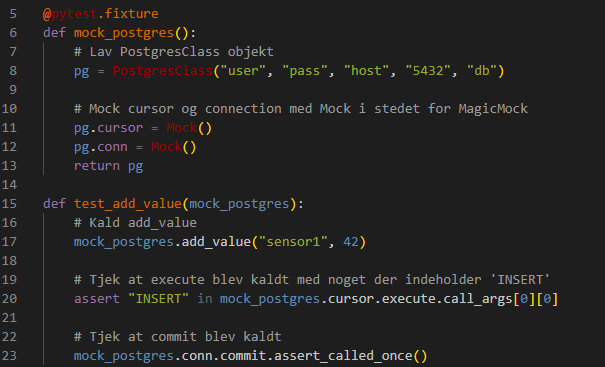 5 @pytest.fixture
6 def mock_postgres():
7     # Lav PostgresClass objekt
8     pg = PostgresClass("user", "pass", "host", "5432", "db")
9
10     # Mock cursor og connection med Mock i stedet for MagicMock
11     pg.cursor = Mock()
12     pg.conn = Mock()
13     return pg
14
15 def test_add_value(mock_postgres):
16     # Kald add_value
17     mock_postgres.add_value("sensor1", 42)
18
19     # Tjek at execute blev kaldt med noget der indeholder 'INSERT'
20     assert "INSERT" in mock_postgres.cursor.execute.call_args[0][0]
21
22     # Tjek at commit blev kaldt
23     mock_postgres.conn.commit.assert_called_once()